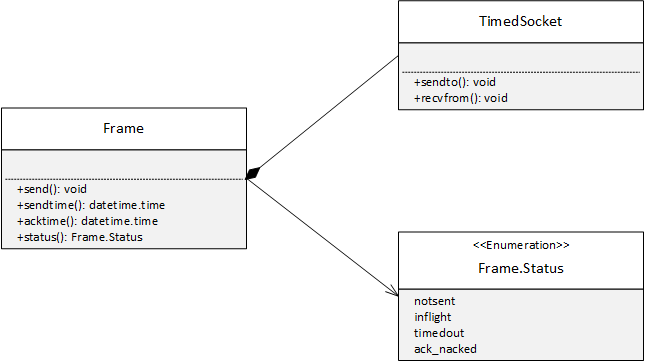 TimedSocket
+sendto(): void
+recvfrom(): void
Frame
+send(): void
+sendtime(): datetime.time
+acktime(): datetime.time
+status(): Frame.Status
<<Enumeration>>
Frame.Status
notsent
inflight
timedout
ack_nacked